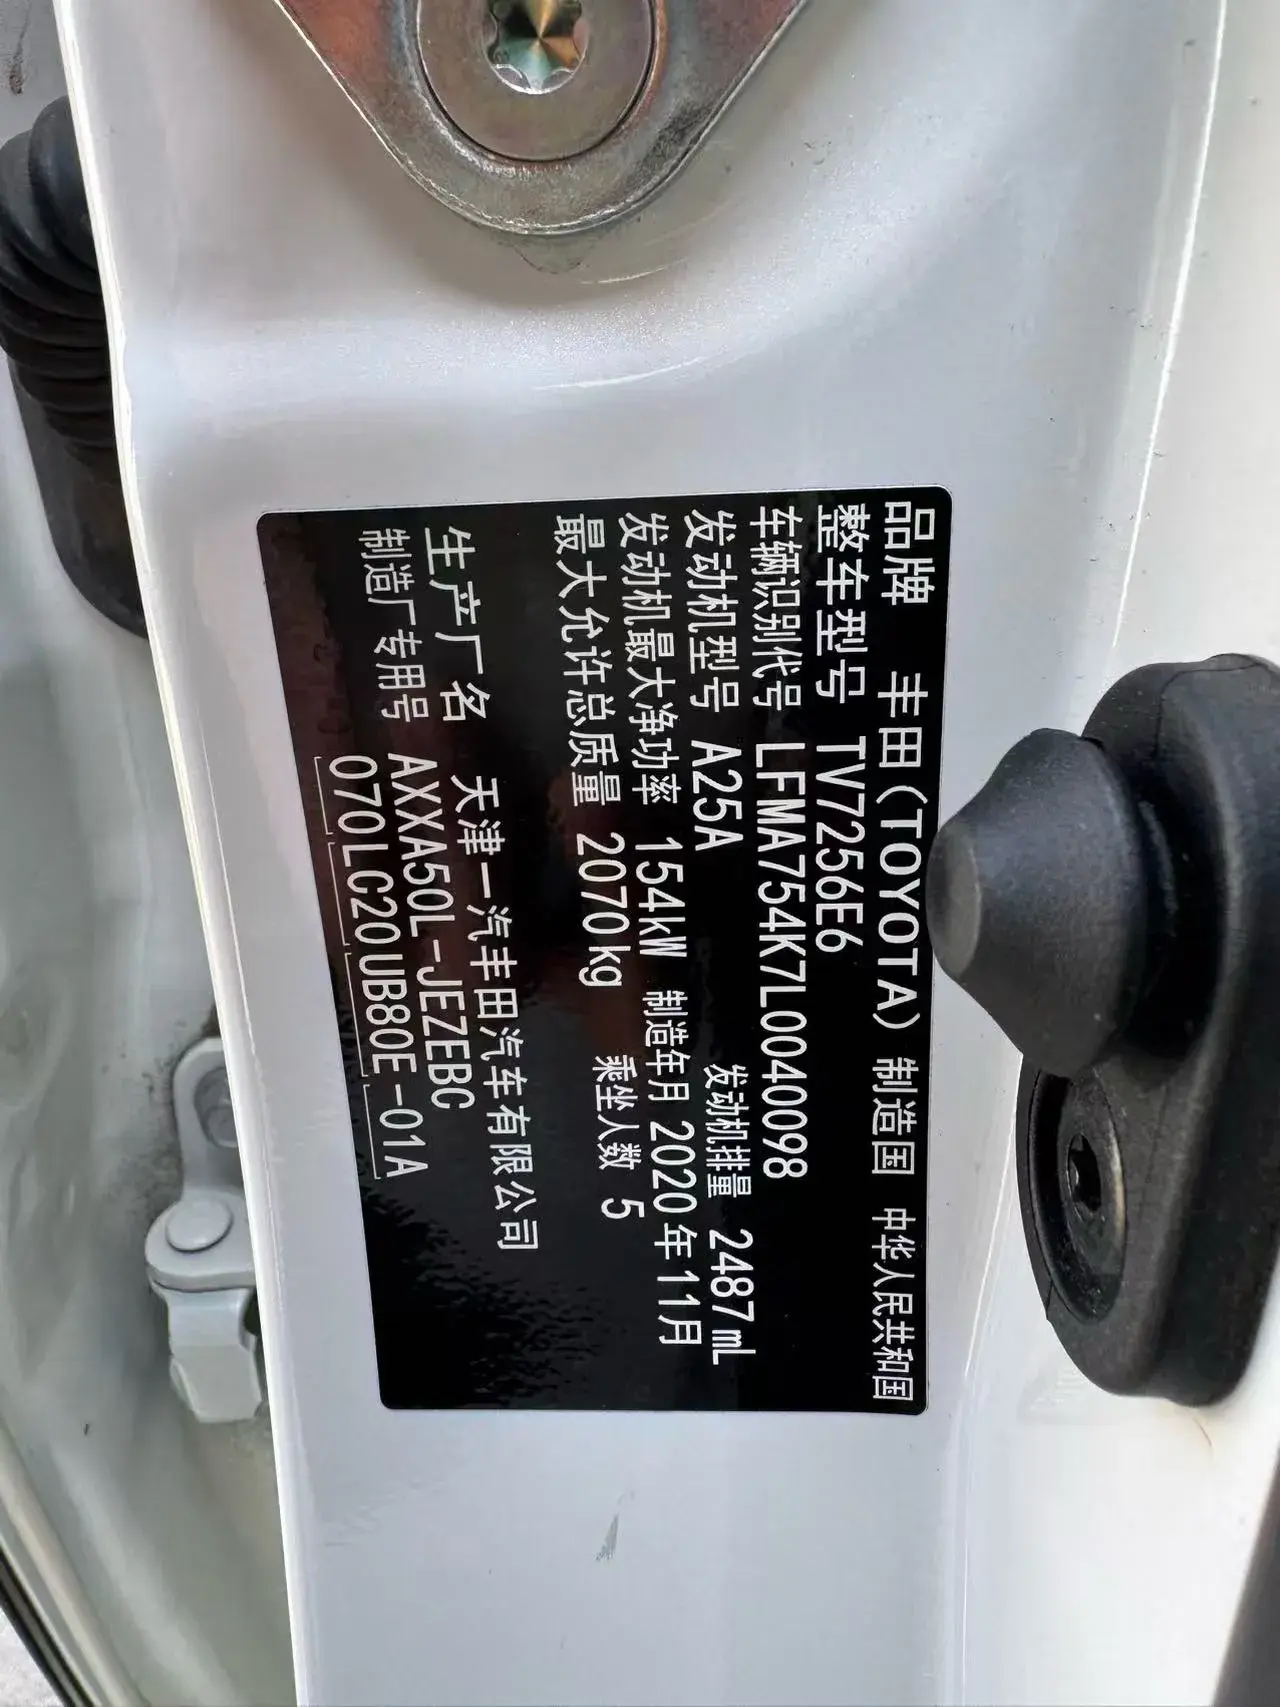 品牌 丰田(TOYOTA) 制造国 中华人民共和国
整车型号 TV7256E6
车辆识别代号 LFMA754K7L0040098
发动机型号 A25A 发动机排量 2487mL
发动机最大净功率 154kW 制造年月 2020年11月
最大允许总质量 2070kg 乘坐人数 5
生产厂名 天津一汽丰田汽车有限公司
制造厂专用号 AXXA50L-JEZEBC
070LC20UB80E-01A